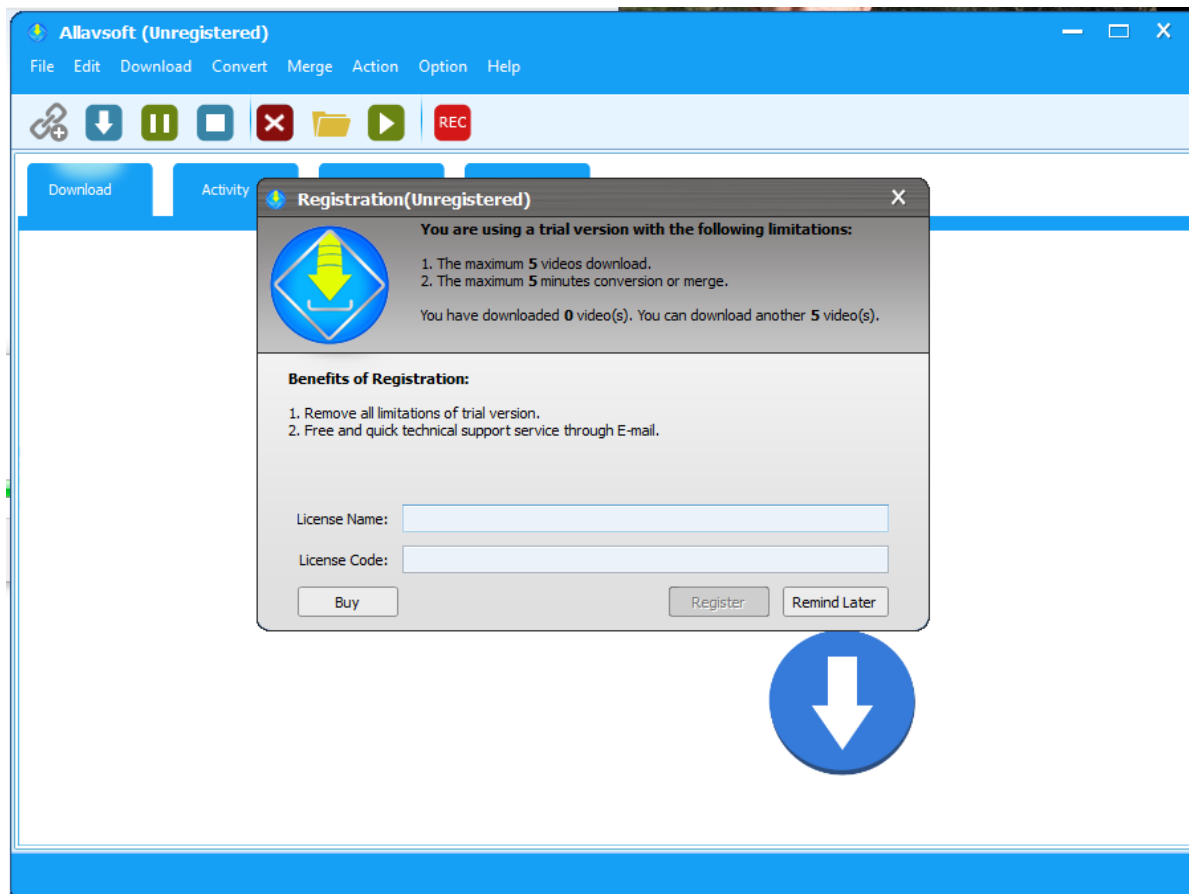 Allavsoft (Unregistered)
File Edit Download Convert Merge Action Option Help
REC
Download
Activity
Registration(Unregistered)
You are using a trial version with the following limitations:
1. The maximum 5 videos download.
2. The maximum 5 minutes conversion or merge.
You have downloaded 0 video(s). You can download another 5 video(s).
Benefits of Registration:
1. Remove all limitations of trial version.
2. Free and quick technical support service through E-mail.
License Name:
License Code:
Buy
Register
Remind Later